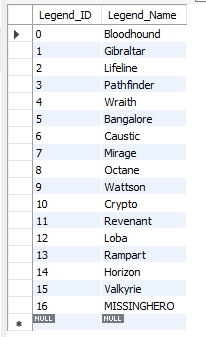 Legend_ID Legend_Name
0 Bloodhound
1 Gibraltar
2 Lifeline
3 Pathfinder
4 Wraith
5 Bangalore
6 Caustic
7 Mirage
8 Octane
9 Wattson
10 Crypto
11 Revenant
12 Loba
13 Rampart
14 Horizon
15 Valkyrie
16 MISSINGHERO
NULL NULL